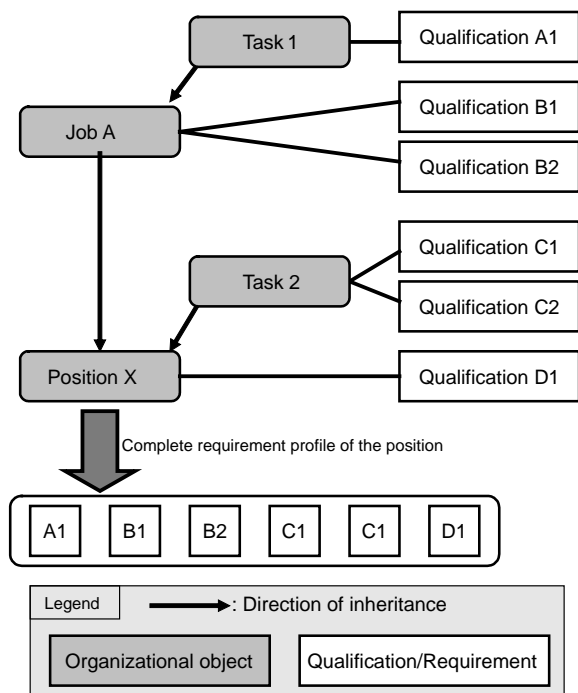 Task 1
Qualification A1
Job A
Qualification B1
Qualification B2
Task 2
Qualification C1
Qualification C2
Position X
Qualification D1
Complete requirement profile of the position
A1 B1 B2 C1 C1 D1
Legend
: Direction of inheritance
Organizational object
Qualification/Requirement